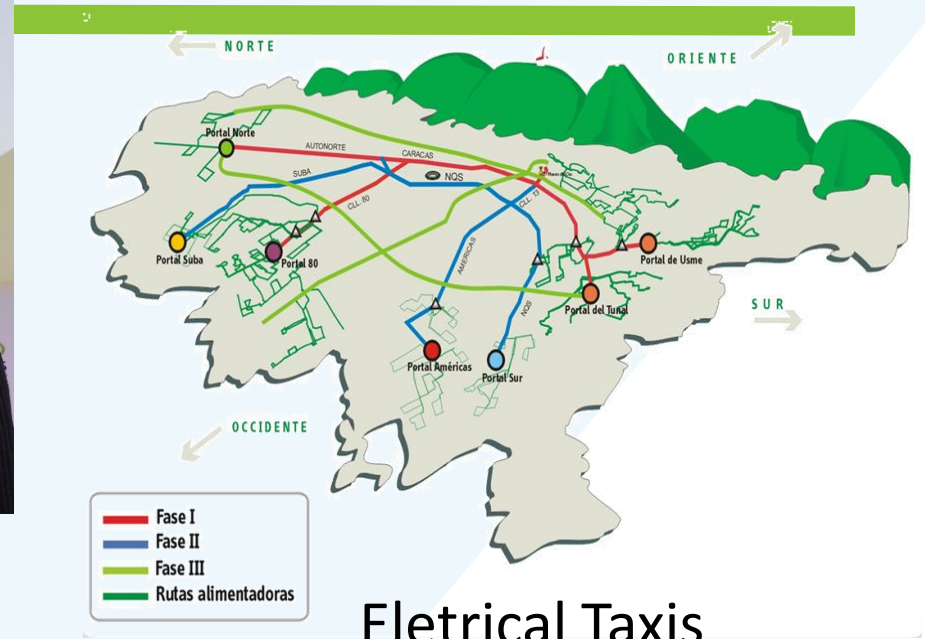 NORTE
ORIENTE
Portal Norte
AUTONORTE
CARACAS
SUBA
NQS
CLL. 80
CLL. 13
AMERICAS
NQS
Portal Suba
Portal 80
Portal de Usme
Portal del Tunal
SUR
Portal Américas
Portal Sur
OCCIDENTE
Fase I
Fase II
Fase III
Rutas alimentadoras
Eletrical Taxis